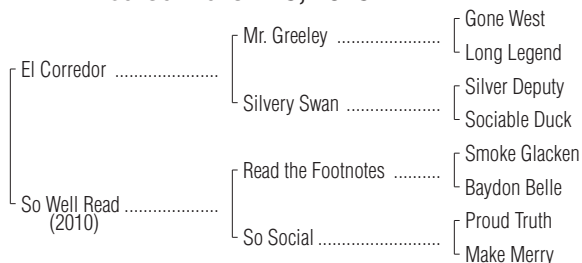 Gone West
Mr. Greeley ....................
Long Legend
El Corredor ....................
Silver Deputy
Silvery Swan ..................
Sociable Duck
Smoke Glacken
Read the Footnotes .........
Baydon Belle
So Well Read ..................
(2010)
Proud Truth
So Social ........................
Make Merry